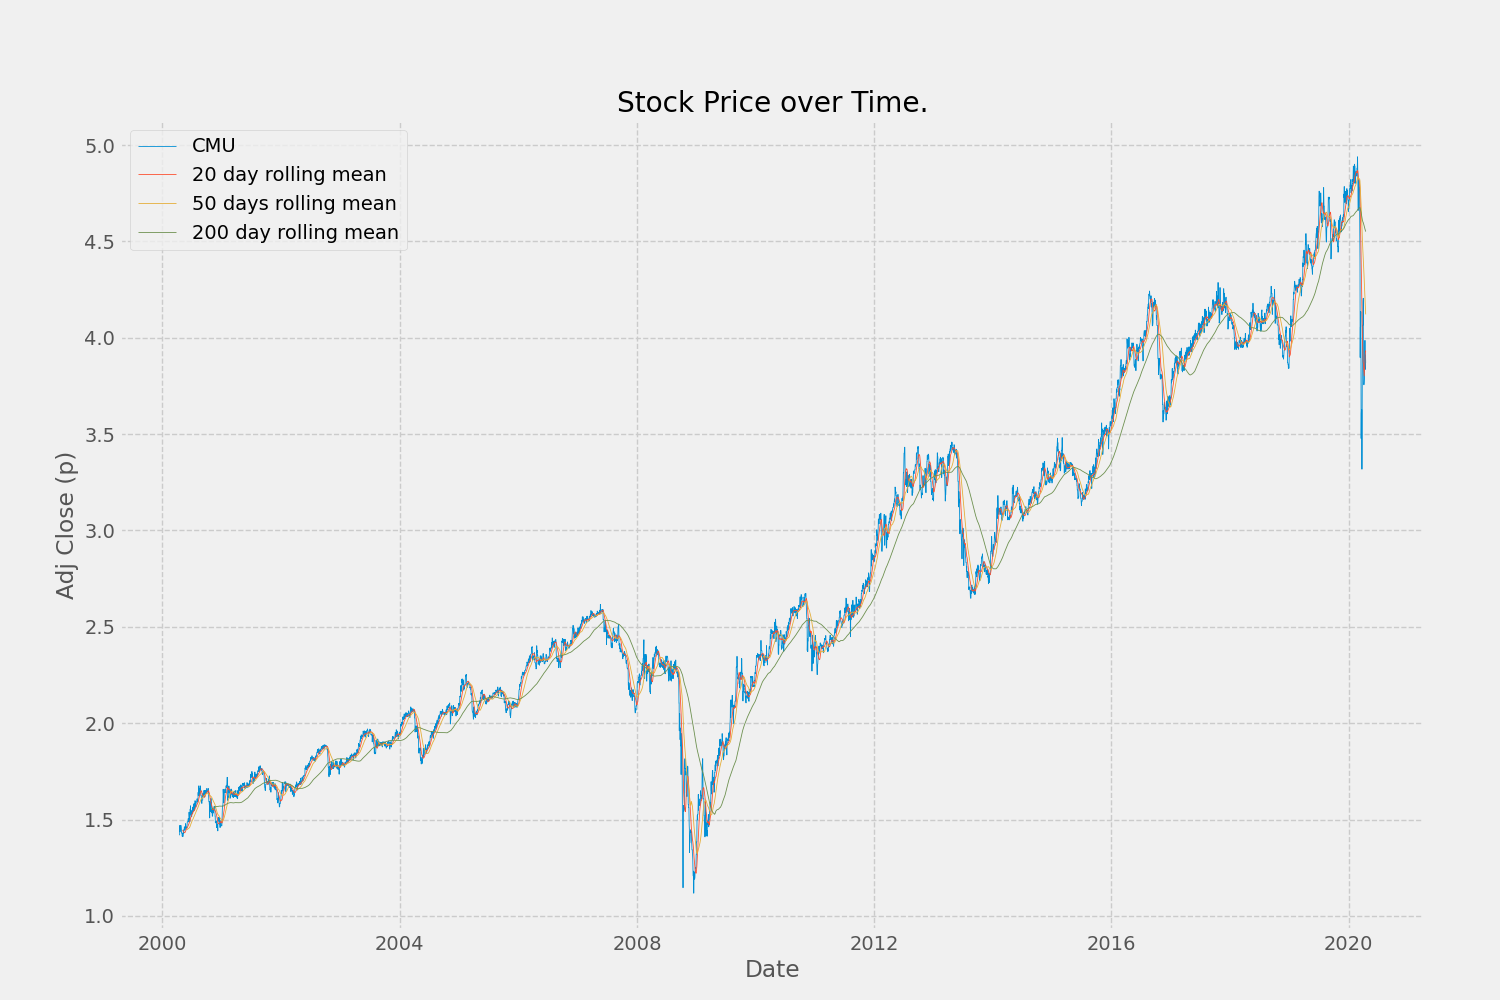 Stock Price over Time.
CMU
20 day rolling mean
50 days rolling mean
200 day rolling mean
Adj Close (p)
5.0
4.5
4.0
3.5
3.0
2.5
2.0
1.5
1.0
2000 2004 2008 2012 2016 2020
Date